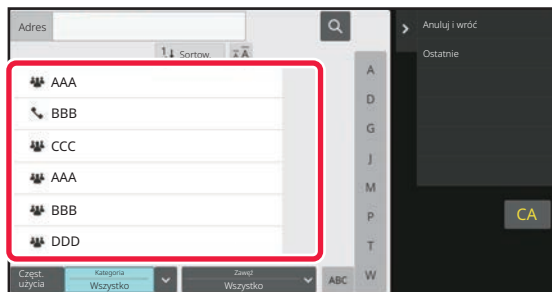 Adres
Sortow.
AAA
BBB
CCC
AAA
BBB
DDD
A
D
G
J
M
P
T
W
Częst.
użycia
Kategoria
Wszystko
Zawęź
Wszystko
ABC
Anuluj i wróć
Ostatnie
CA